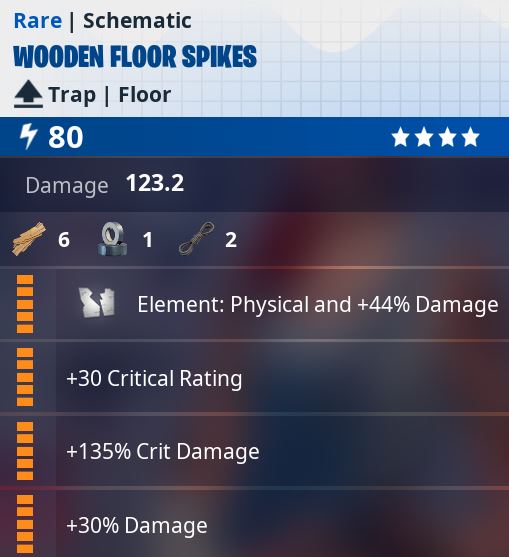 Rare | Schematic
WOODEN FLOOR SPIKES
Trap | Floor
80
Damage 123.2
6 1 2
Element: Physical and +44% Damage
+30 Critical Rating
+135% Crit Damage
+30% Damage